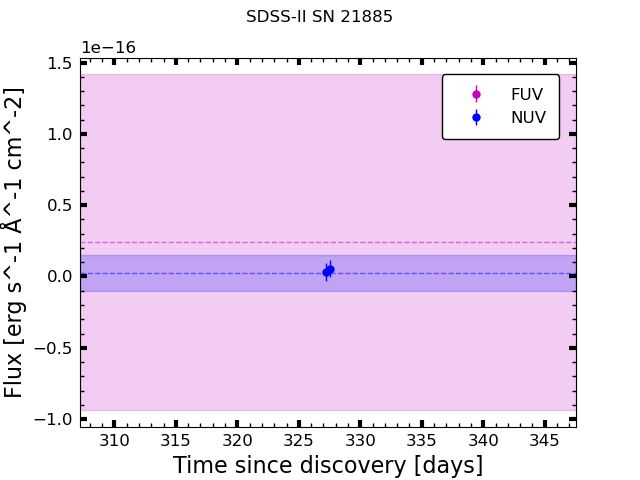 SDSS-II SN 21885
1e−16
1.5
1.0
0.5
0.0
−0.5
−1.0
Flux [erg s^-1 Å^-1 cm^-2]
FUV
NUV
310 315 320 325 330 335 340 345
Time since discovery [days]